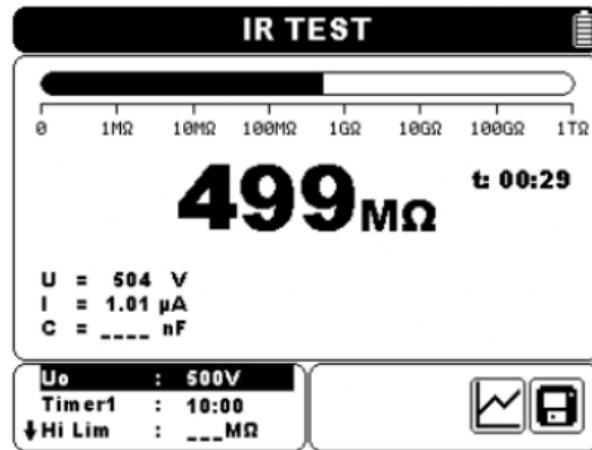 IR TEST
0 1MΩ 10MΩ 100MΩ 1GΩ 10GΩ 100GΩ 1TΩ
499MΩ
t: 00:29
U = 504 V
I = 1.01 µA
C = ____ nF
Uo : 500V
Timer1 : 10:00
Hi Lim : ___MΩ